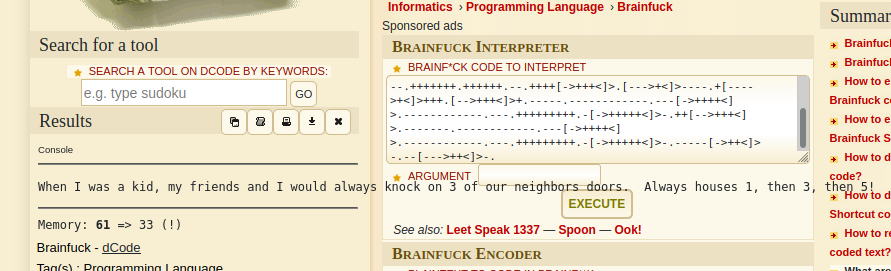 Informatics › Programming Language › Brainfuck
Sponsored ads
Summar
Search for a tool
★ SEARCH A TOOL ON DCODE BY KEYWORDS:
e.g. type sudoku
GO
Results
Console
When I was a kid, my friends and I would always knock on 3 of our neighbors doors.  Always houses 1, then 3, then 5!
Memory: 61 => 33 (!)
Brainfuck - dCode
Tag(s) : Programming Language
BRAINFUCK INTERPRETER
★ BRAINF*CK CODE TO INTERPRET
--.+++++++.++++++.--.++++[->+++<]>.[--->+<]>----.+[----
>+<]>+++.[-->+++<]>+.------.------------.---[->++++<]
>.-------------.---.+++++++++.-[->+++++<]>-.++[-->+++<]
>.-------.-------------.---[->++++<]
>.------------.---.+++++++++.-[->+++++<]>-.-----[->++<]>
-.--[--->++<]>-.
★ ARGUMENT
EXECUTE
See also: Leet Speak 1337 — Spoon — Ook!
BRAINFUCK ENCODER
Brainfuc
Brainfuc
How to e
Brainfuck co
How to e
Brainfuck S
How to d
code?
How to d
Shortcut co
How to re
coded text?